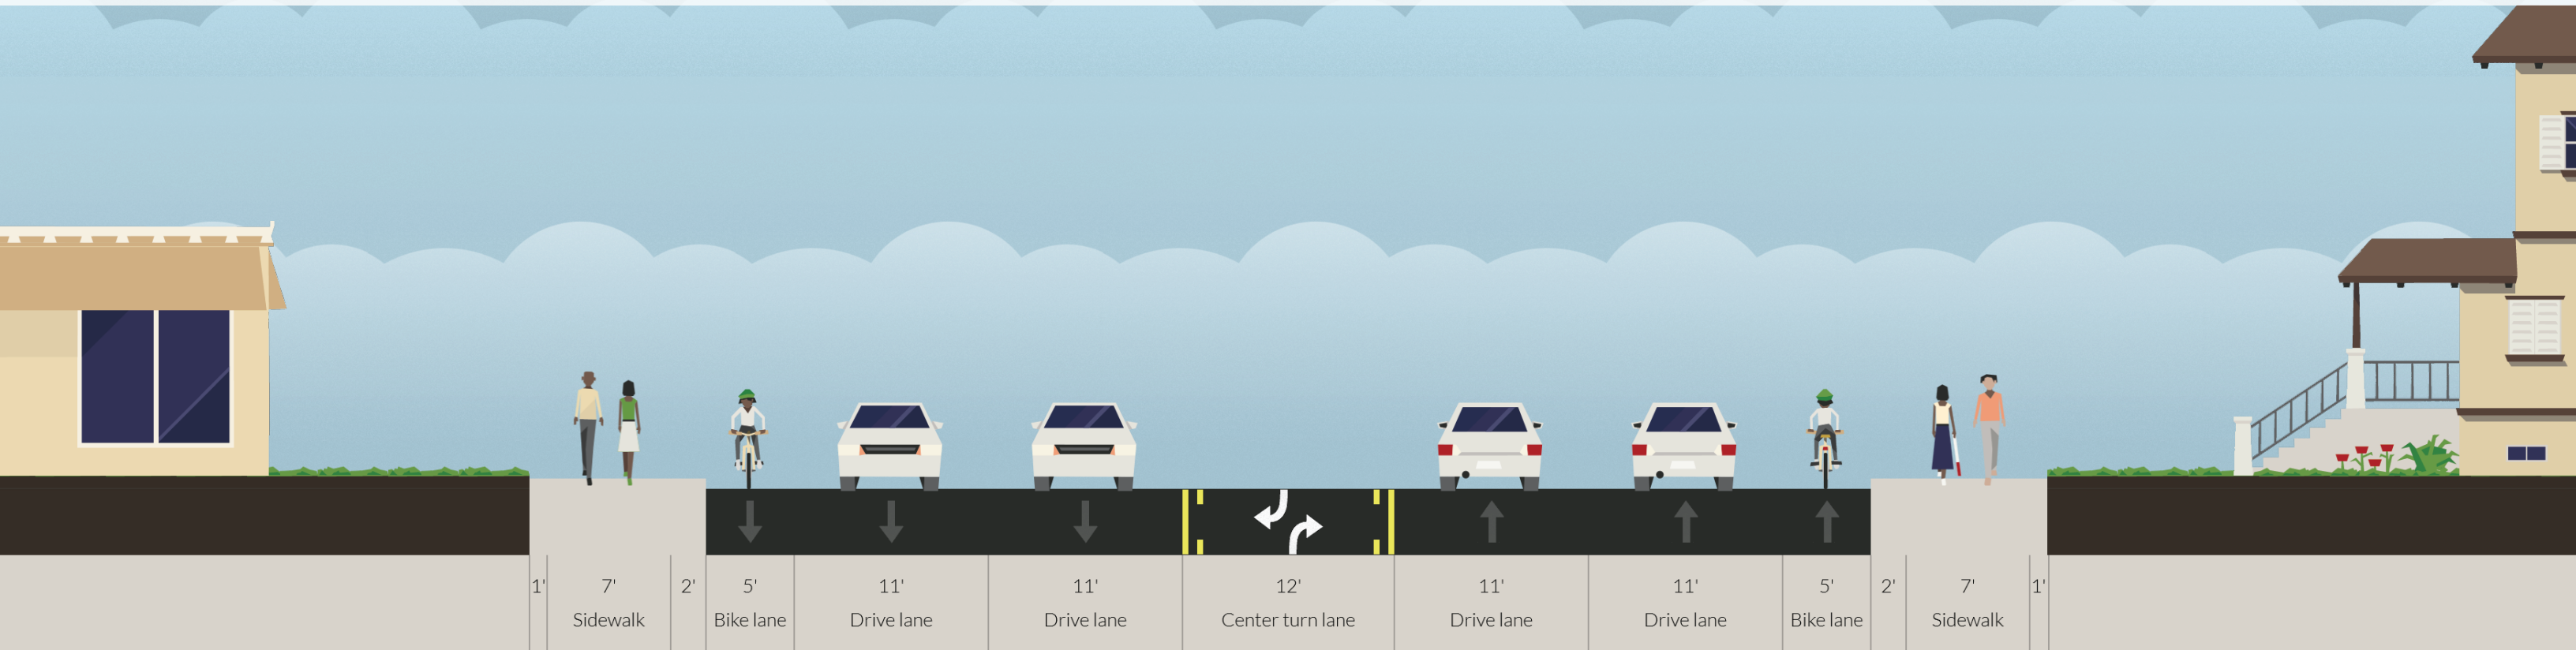 1' 7' 2' 5' 11' 11' 12' 11' 11' 5' 2' 7' 1'
Sidewalk Bike lane Drive lane Drive lane Center turn lane Drive lane Drive lane Bike lane Sidewalk